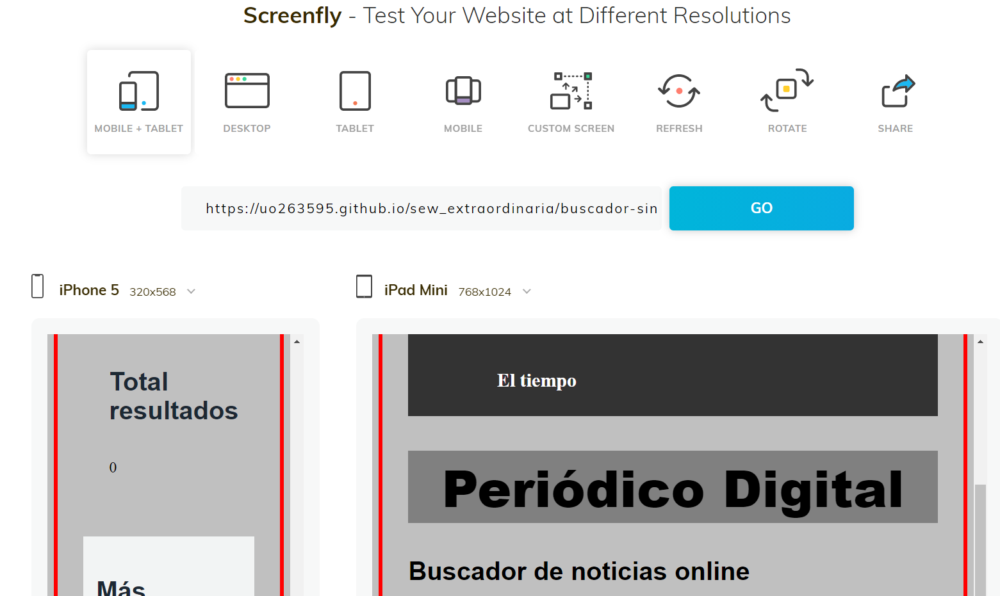 Screenfly - Test Your Website at Different Resolutions
MOBILE + TABLET
DESKTOP
TABLET
MOBILE
CUSTOM SCREEN
REFRESH
ROTATE
SHARE
https://uo263595.github.io/sew_extraordinaria/buscador-sin
GO
iPhone 5 320x568
iPad Mini 768x1024
Total
resultados
0
Más
El tiempo
Periódico Digital
Buscador de noticias online